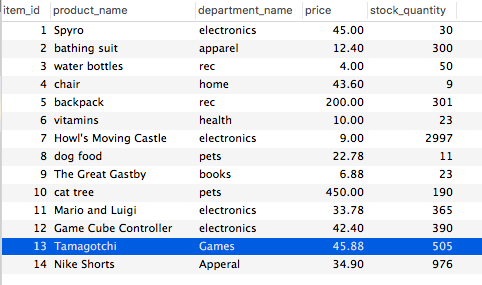 item_id product_name department_name price stock_quantity
1 Spyro electronics 45.00 30
2 bathing suit apparel 12.40 300
3 water bottles rec 4.00 50
4 chair home 43.60 9
5 backpack rec 200.00 301
6 vitamins health 10.00 23
7 Howl's Moving Castle electronics 9.00 2997
8 dog food pets 22.78 11
9 The Great Gastby books 6.88 23
10 cat tree pets 450.00 190
11 Mario and Luigi electronics 33.78 365
12 Game Cube Controller electronics 42.40 390
13 Tamagotchi Games 45.88 505
14 Nike Shorts Apperal 34.90 976